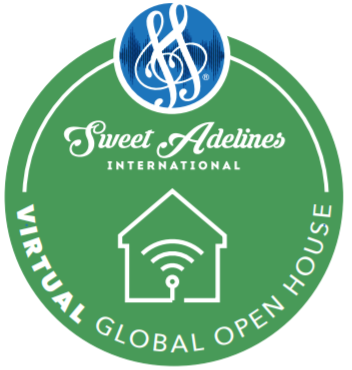 ®
Sweet Adelines
INTERNATIONAL
VIRTUAL GLOBAL OPEN HOUSE